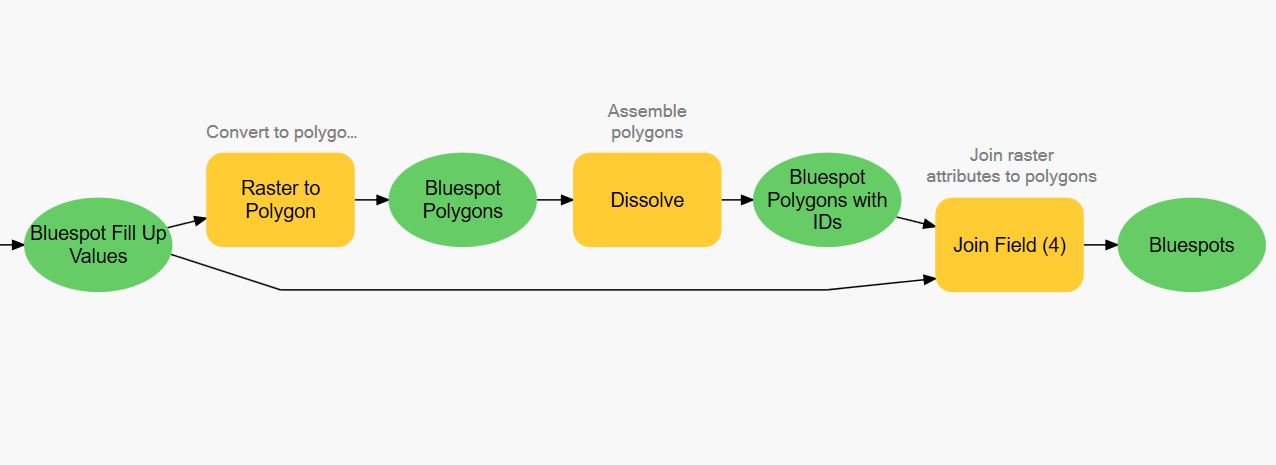 Bluespot Fill Up
Values
Convert to polygo...
Raster to
Polygon
Bluespot
Polygons
Assemble
polygons
Dissolve
Bluespot
Polygons with
IDs
Join raster
attributes to polygons
Join Field (4)
Bluespots